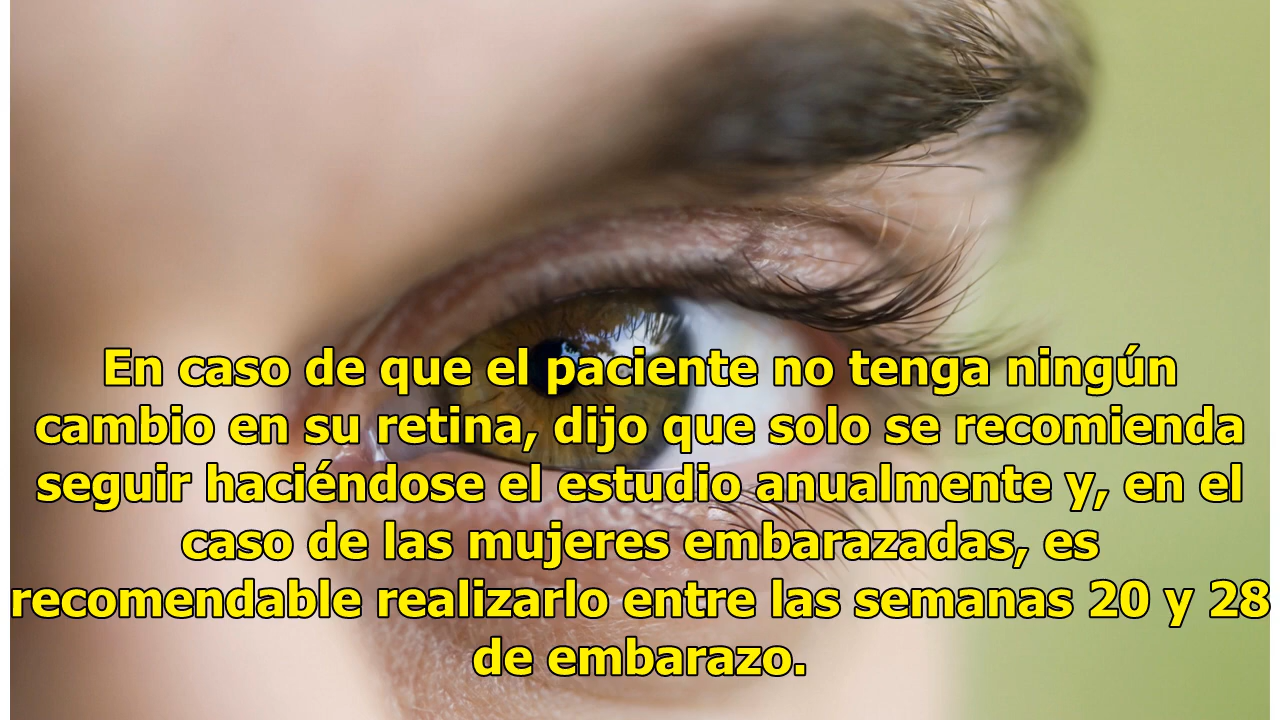 En caso de que el paciente no tenga ningún
cambio en su retina, dijo que solo se recomienda
seguir haciéndose el estudio anualmente y, en el
caso de las mujeres embarazadas, es
recomendable realizarlo entre las semanas 20 y 28
de embarazo.